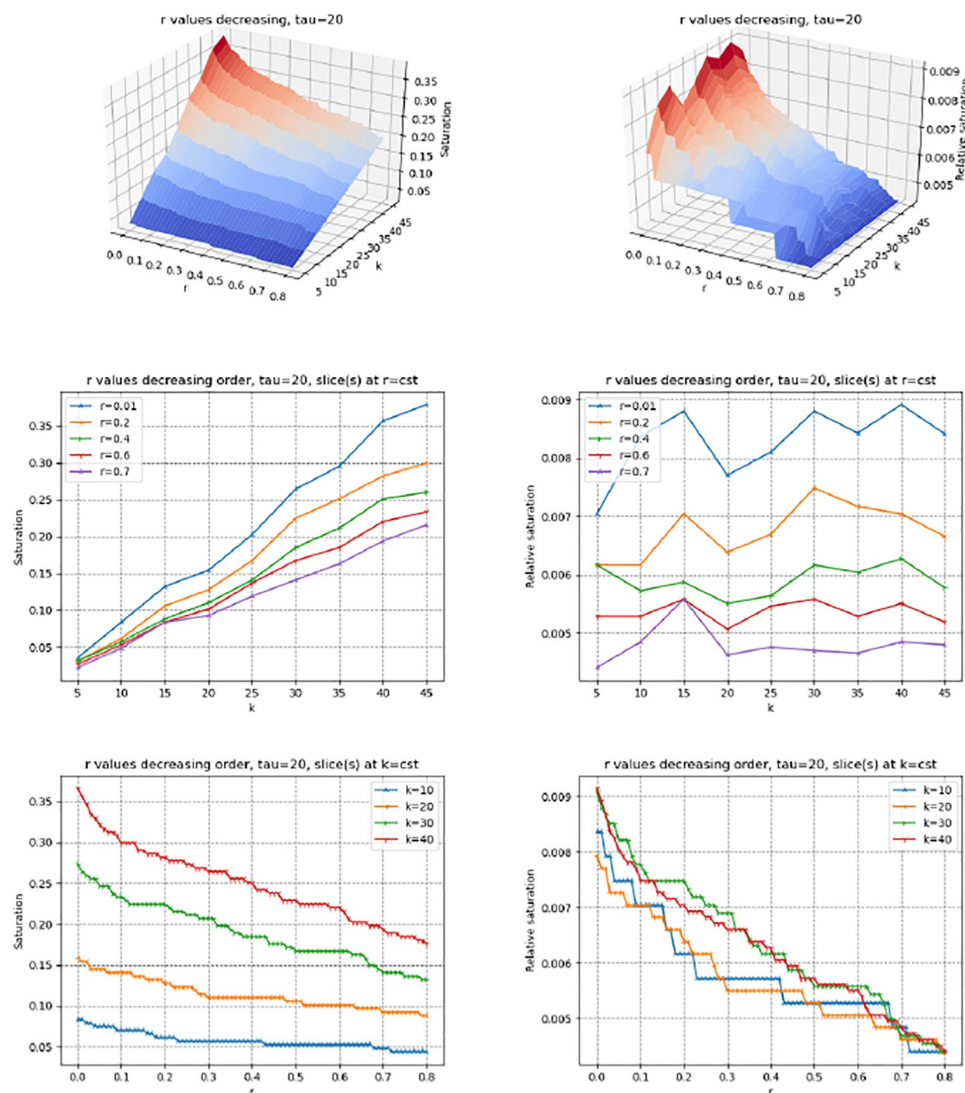 r values decreasing, tau=20
r values decreasing, tau=20
0.35
0.30
0.25
0.20
0.15
0.10
0.05
Saturation
0.0 0.1 0.2 0.3 0.4 0.5 0.6 0.7 0.8
r
5 10 15 20 25 30 35 40 45
k
0.009
0.008
0.007
0.006
0.005
Relative saturation
0.0 0.1 0.2 0.3 0.4 0.5 0.6 0.7 0.8
r
5 10 15 20 25 30 35 40 45
k
r values decreasing order, tau=20, slice(s) at r=cst
r=0.01
r=0.2
r=0.4
r=0.6
r=0.7
0.35
0.30
0.25
0.20
0.15
0.10
0.05
Saturation
5 10 15 20 25 30 35 40 45
k
r values decreasing order, tau=20, slice(s) at r=cst
r=0.01
r=0.2
r=0.4
r=0.6
r=0.7
0.009
0.008
0.007
0.006
0.005
Relative saturation
5 10 15 20 25 30 35 40 45
k
r values decreasing order, tau=20, slice(s) at k=cst
k=10
k=20
k=30
k=40
0.35
0.30
0.25
0.20
0.15
0.10
0.05
Saturation
0.0 0.1 0.2 0.3 0.4 0.5 0.6 0.7 0.8
r
r values decreasing order, tau=20, slice(s) at k=cst
k=10
k=20
k=30
k=40
0.009
0.008
0.007
0.006
0.005
Relative saturation
0.0 0.1 0.2 0.3 0.4 0.5 0.6 0.7 0.8
r